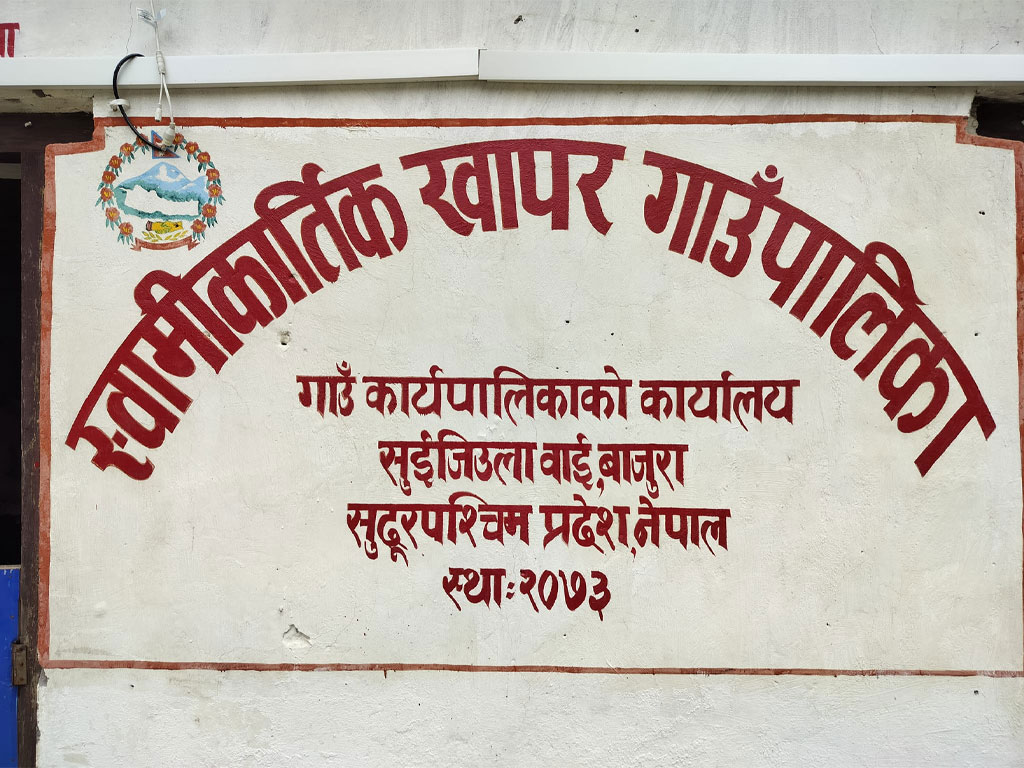 स्वामीकार्तिक खापर गाउँपालिका
गाउँ कार्यपालिकाको कार्यालय
सुईजिउला वाई,बाजुरा
सुदूरपश्चिम प्रदेश,नेपाल
स्था:२०७३